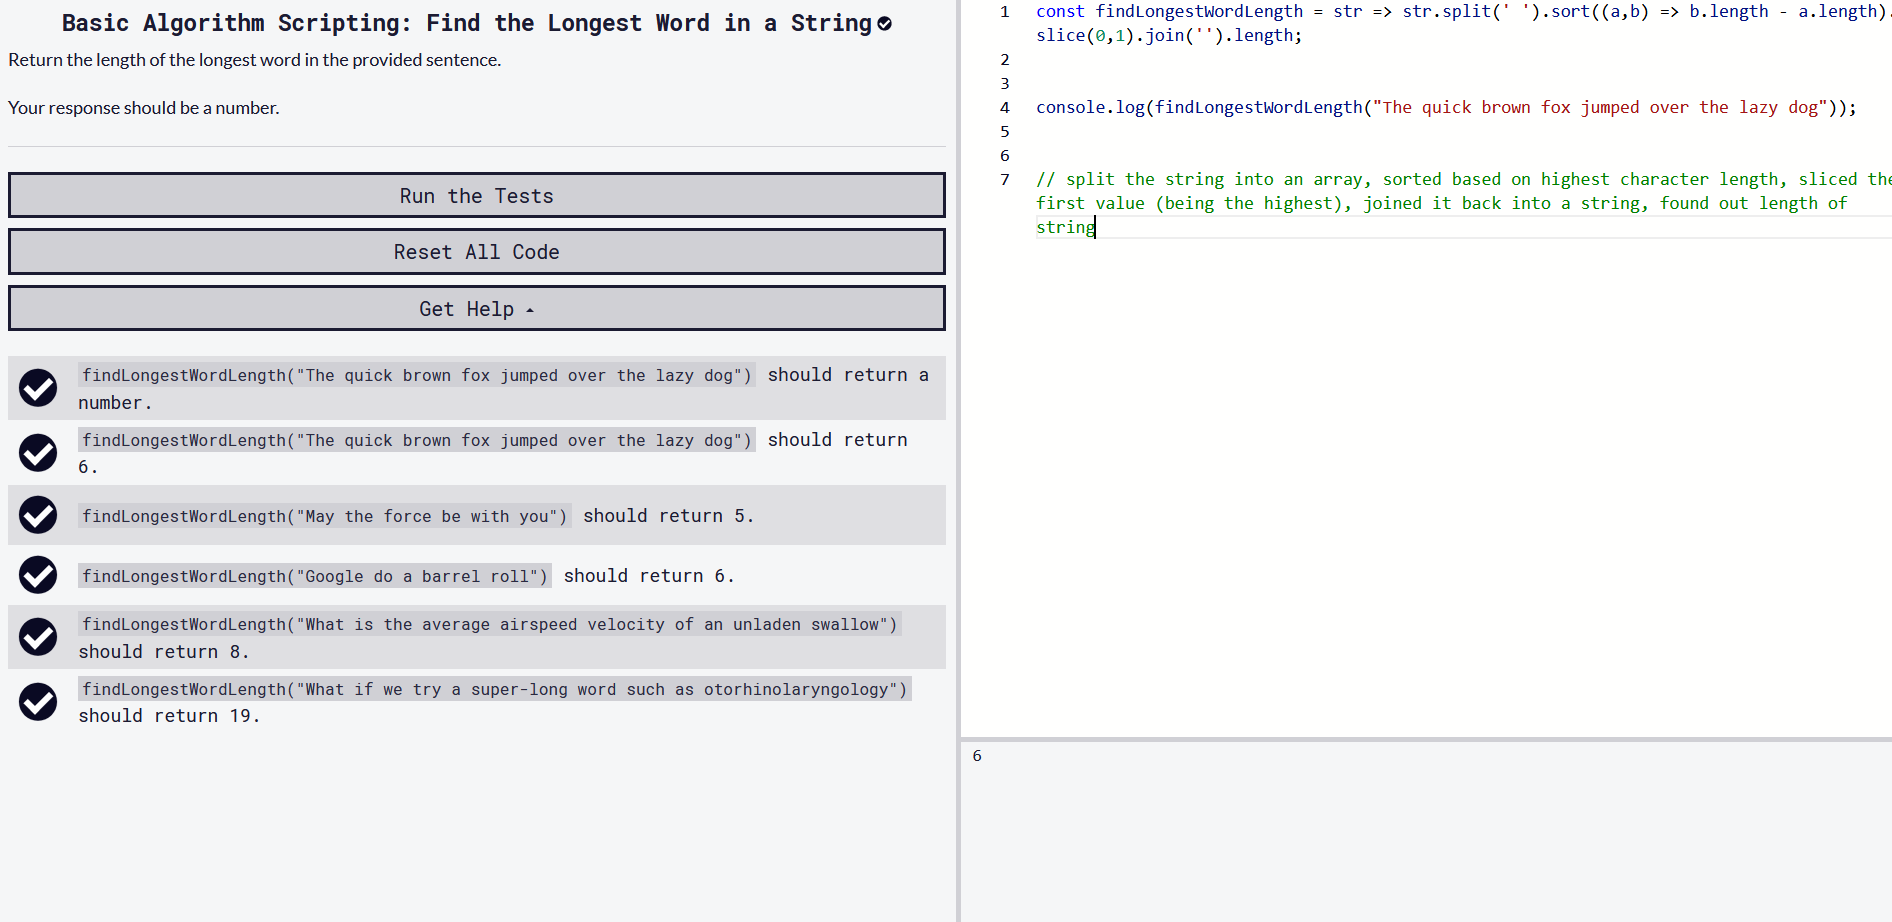 Basic Algorithm Scripting: Find the Longest Word in a String
Return the length of the longest word in the provided sentence.
Your response should be a number.
Run the Tests
Reset All Code
Get Help
findLongestWordLength("The quick brown fox jumped over the lazy dog") should return a
number.
findLongestWordLength("The quick brown fox jumped over the lazy dog") should return
6.
findLongestWordLength("May the force be with you") should return 5.
findLongestWordLength("Google do a barrel roll") should return 6.
findLongestWordLength("What is the average airspeed velocity of an unladen swallow")
should return 8.
findLongestWordLength("What if we try a super-long word such as otorhinolaryngology")
should return 19.
1 const findLongestWordLength = str => str.split(' ').sort((a,b) => b.length - a.length).
slice(0,1).join('').length;
2
3
4 console.log(findLongestWordLength("The quick brown fox jumped over the lazy dog"));
5
6
7 // split the string into an array, sorted based on highest character length, sliced the
first value (being the highest), joined it back into a string, found out length of
string
6